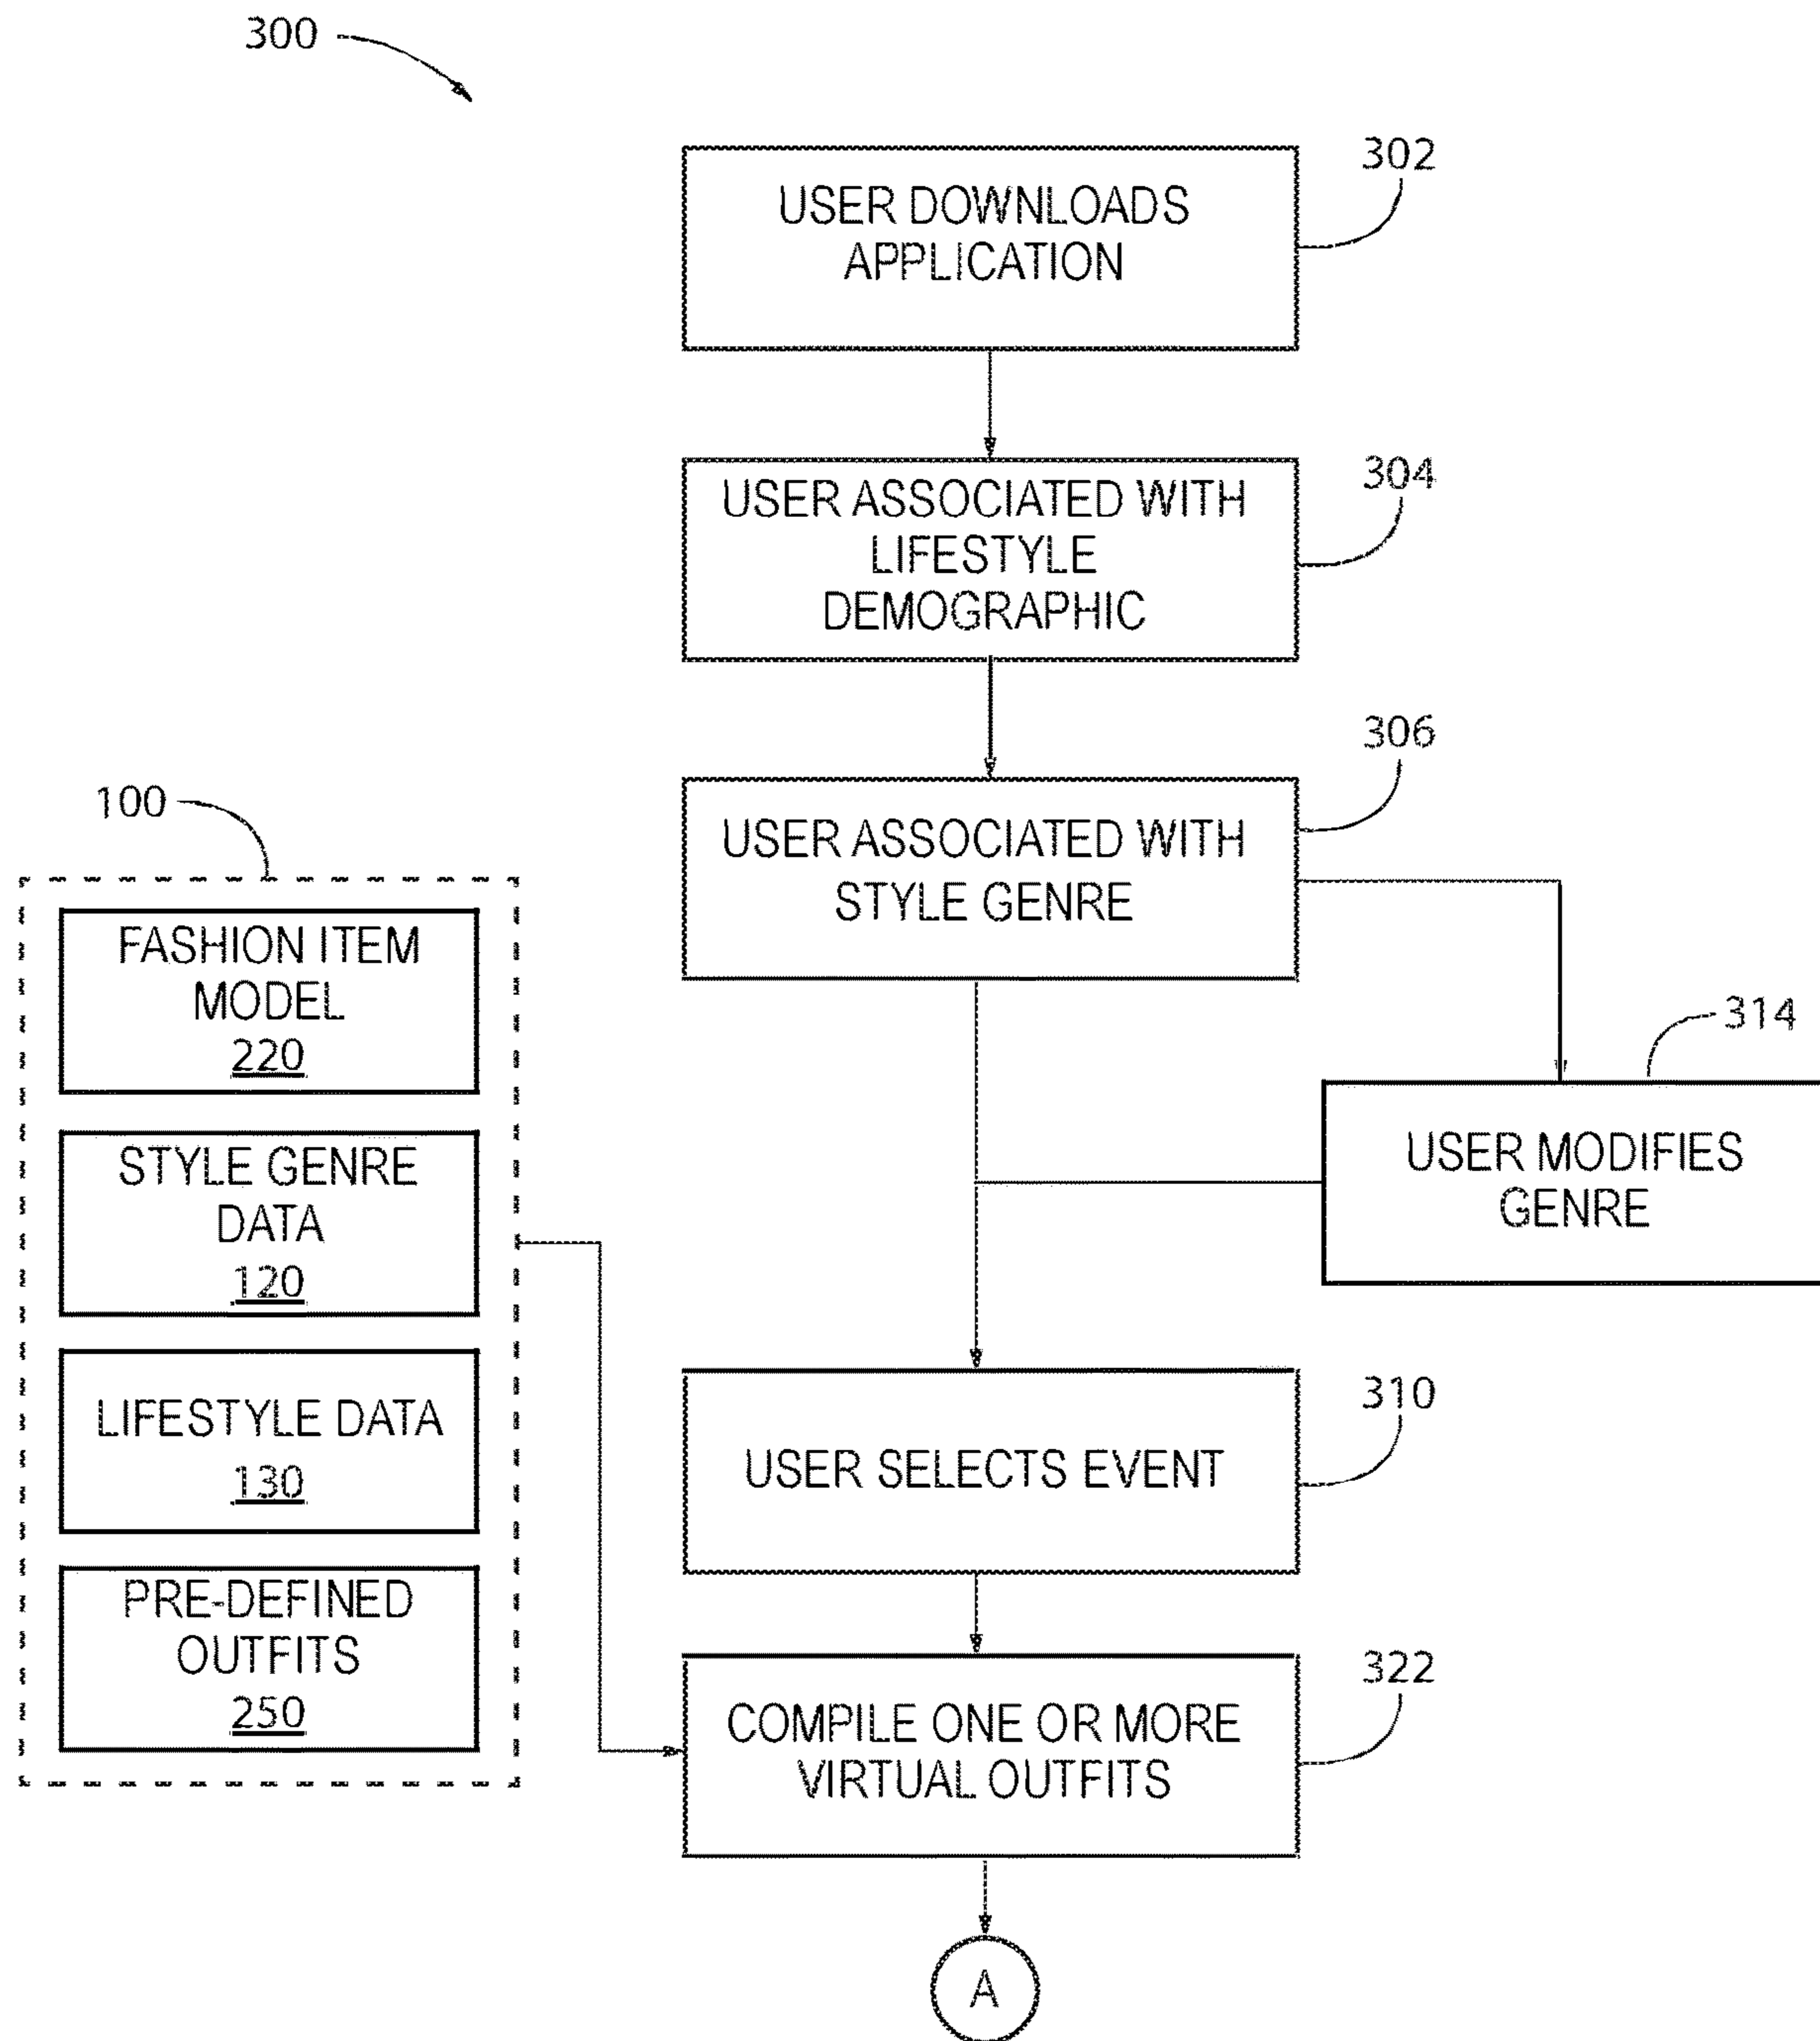 300
302
USER DOWNLOADS
APPLICATION
304
USER ASSOCIATED WITH
LIFESTYLE
DEMOGRAPHIC
306
USER ASSOCIATED WITH
STYLE GENRE
100
FASHION ITEM
MODEL
220
STYLE GENRE
DATA
120
LIFESTYLE DATA
130
PRE-DEFINED
OUTFITS
250
314
USER MODIFIES
GENRE
310
USER SELECTS EVENT
322
COMPILE ONE OR MORE
VIRTUAL OUTFITS
A